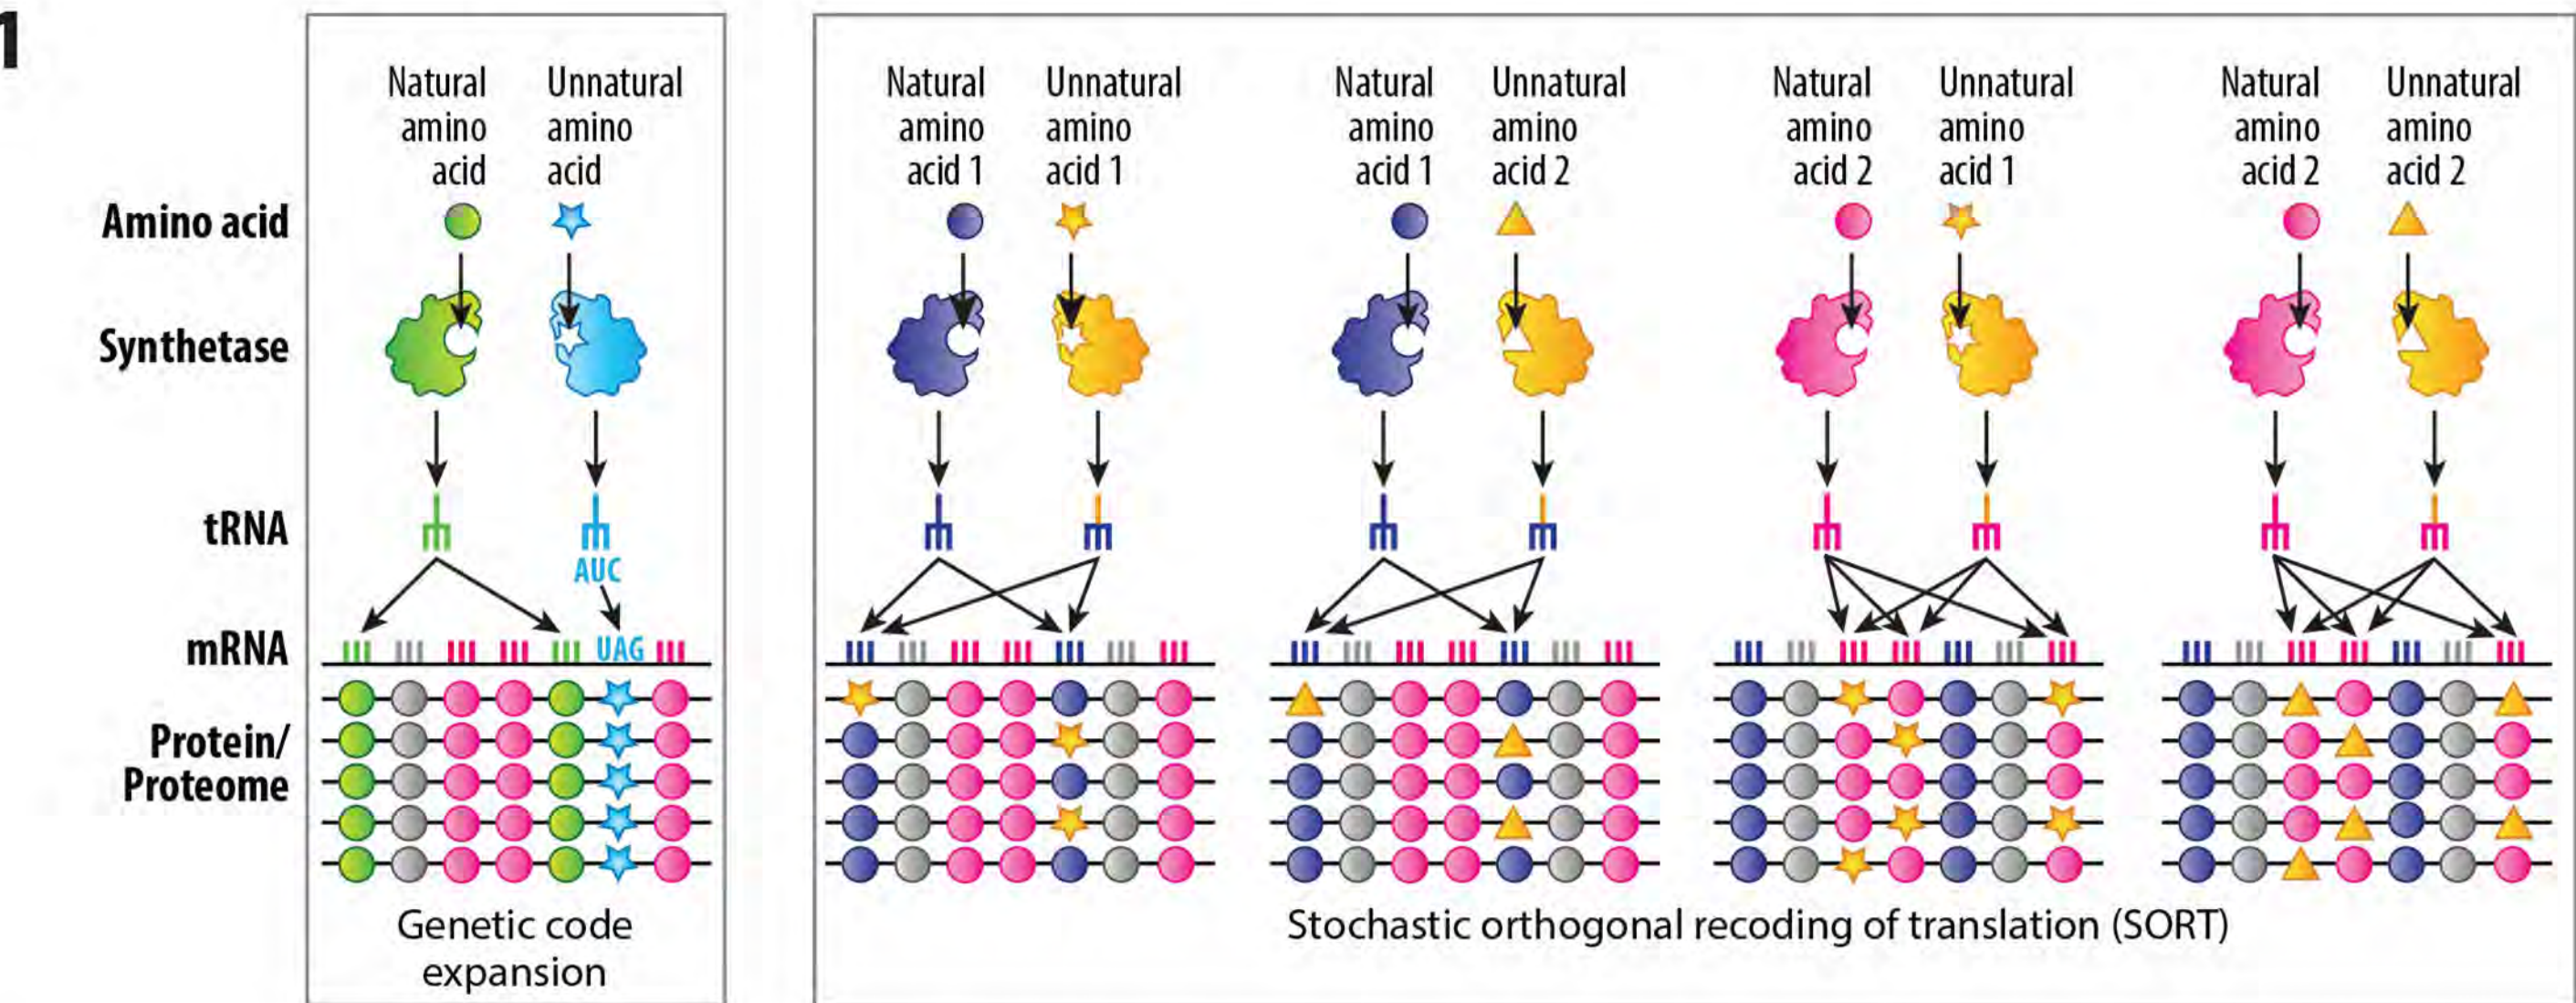 1
Natural
amino
acid
Unnatural
amino
acid
Natural
amino
acid 1
Unnatural
amino
acid 1
Natural
amino
acid 1
Unnatural
amino
acid 2
Natural
amino
acid 2
Unnatural
amino
acid 1
Natural
amino
acid 2
Unnatural
amino
acid 2
Amino acid
Synthetase
tRNA
AUC
mRNA
UAG
Protein/
Proteome
Genetic code
expansion
Stochastic orthogonal recoding of translation (SORT)